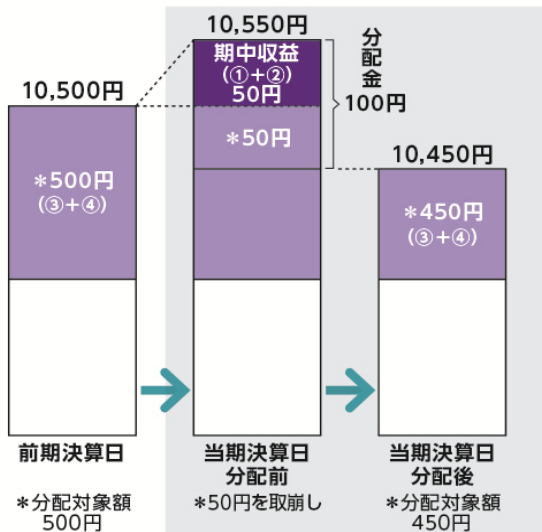 10,500円
*500円
(③+④)
前期決算日
*分配対象額
500円
10,550円
期中収益
(①+②)
50円
*50円
分配金
100円
当期決算日
分配前
*50円を取崩し
10,450円
*450円
(③+④)
当期決算日
分配後
*分配対象額
450円